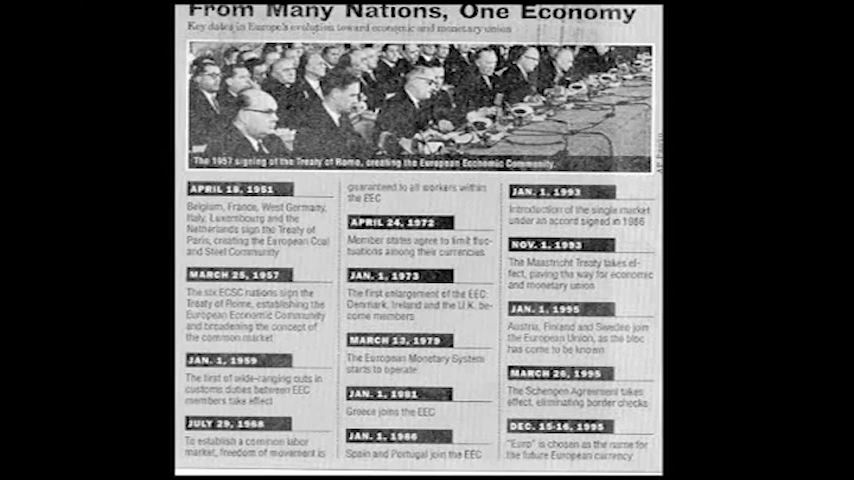 From Many Nations, One Economy
Key dates in Europe's evolution toward economic and monetary union
The 1957 signing of the Treaty of Rome, creating the European Economic Community.
AP Photo
APRIL 18, 1951
Belgium, France, West Germany,
Italy, Luxembourg and the
Netherlands sign the Treaty of
Paris, creating the European Coal
and Steel Community
MARCH 25, 1957
The six ECSC nations sign the
Treaty of Rome, establishing the
European Economic Community
and broadening the concept of
the common market
JAN. 1, 1959
The first of wide-ranging cuts in
customs duties between EEC
members take effect
JULY 29, 1968
To establish a common labor
market, freedom of movement is
guaranteed to all workers within
the EEC
APRIL 24, 1972
Member states agree to limit fluc-
tuations among their currencies
JAN. 1, 1973
The first enlargement of the EEC:
Denmark, Ireland and the U.K. be-
come members
MARCH 13, 1979
The European Monetary System
starts to operate
JAN. 1, 1981
Greece joins the EEC
JAN. 1, 1986
Spain and Portugal join the EEC
JAN. 1, 1993
Introduction of the single market
under an accord signed in 1986
NOV. 1, 1993
The Maastricht Treaty takes ef-
fect, paving the way for economic
and monetary union
JAN. 1, 1995
Austria, Finland and Sweden join
the European Union, as the bloc
has come to be known
MARCH 26, 1995
The Schengen Agreement takes
effect, eliminating border checks
DEC. 15-16, 1995
"Euro" is chosen as the name for
the future European currency